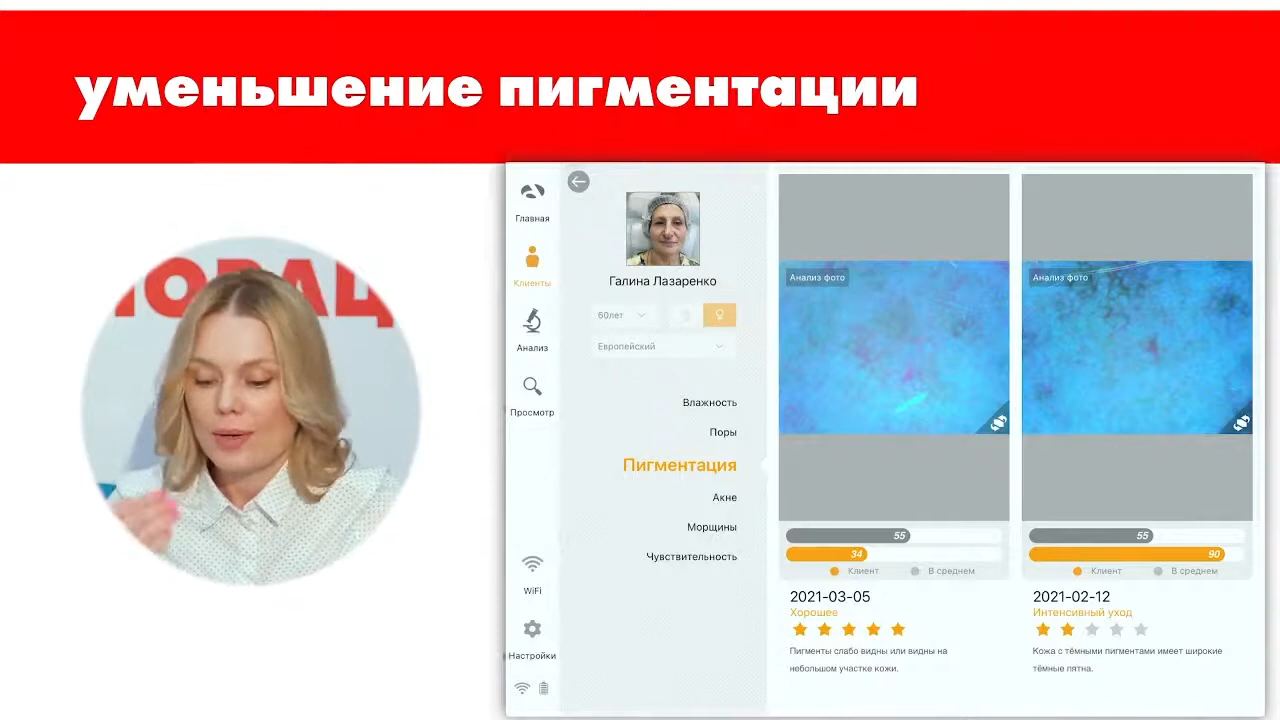 уменьшение пигментации
Главная
Клиенты
Анализ
Просмотр
WiFi
Настройки
Галина Лазаренко
60лет
Европейский
Влажность
Поры
Пигментация
Акне
Морщины
Чувствительность
Анализ фото
55
34
Клиент В среднем
2021-03-05
Хорошее
Пигменты слабо видны или видны на
небольшом участке кожи.
Анализ фото
55
90
Клиент В среднем
2021-02-12
Интенсивный уход
Кожа с тёмными пигментами имеет широкие
тёмные пятна.